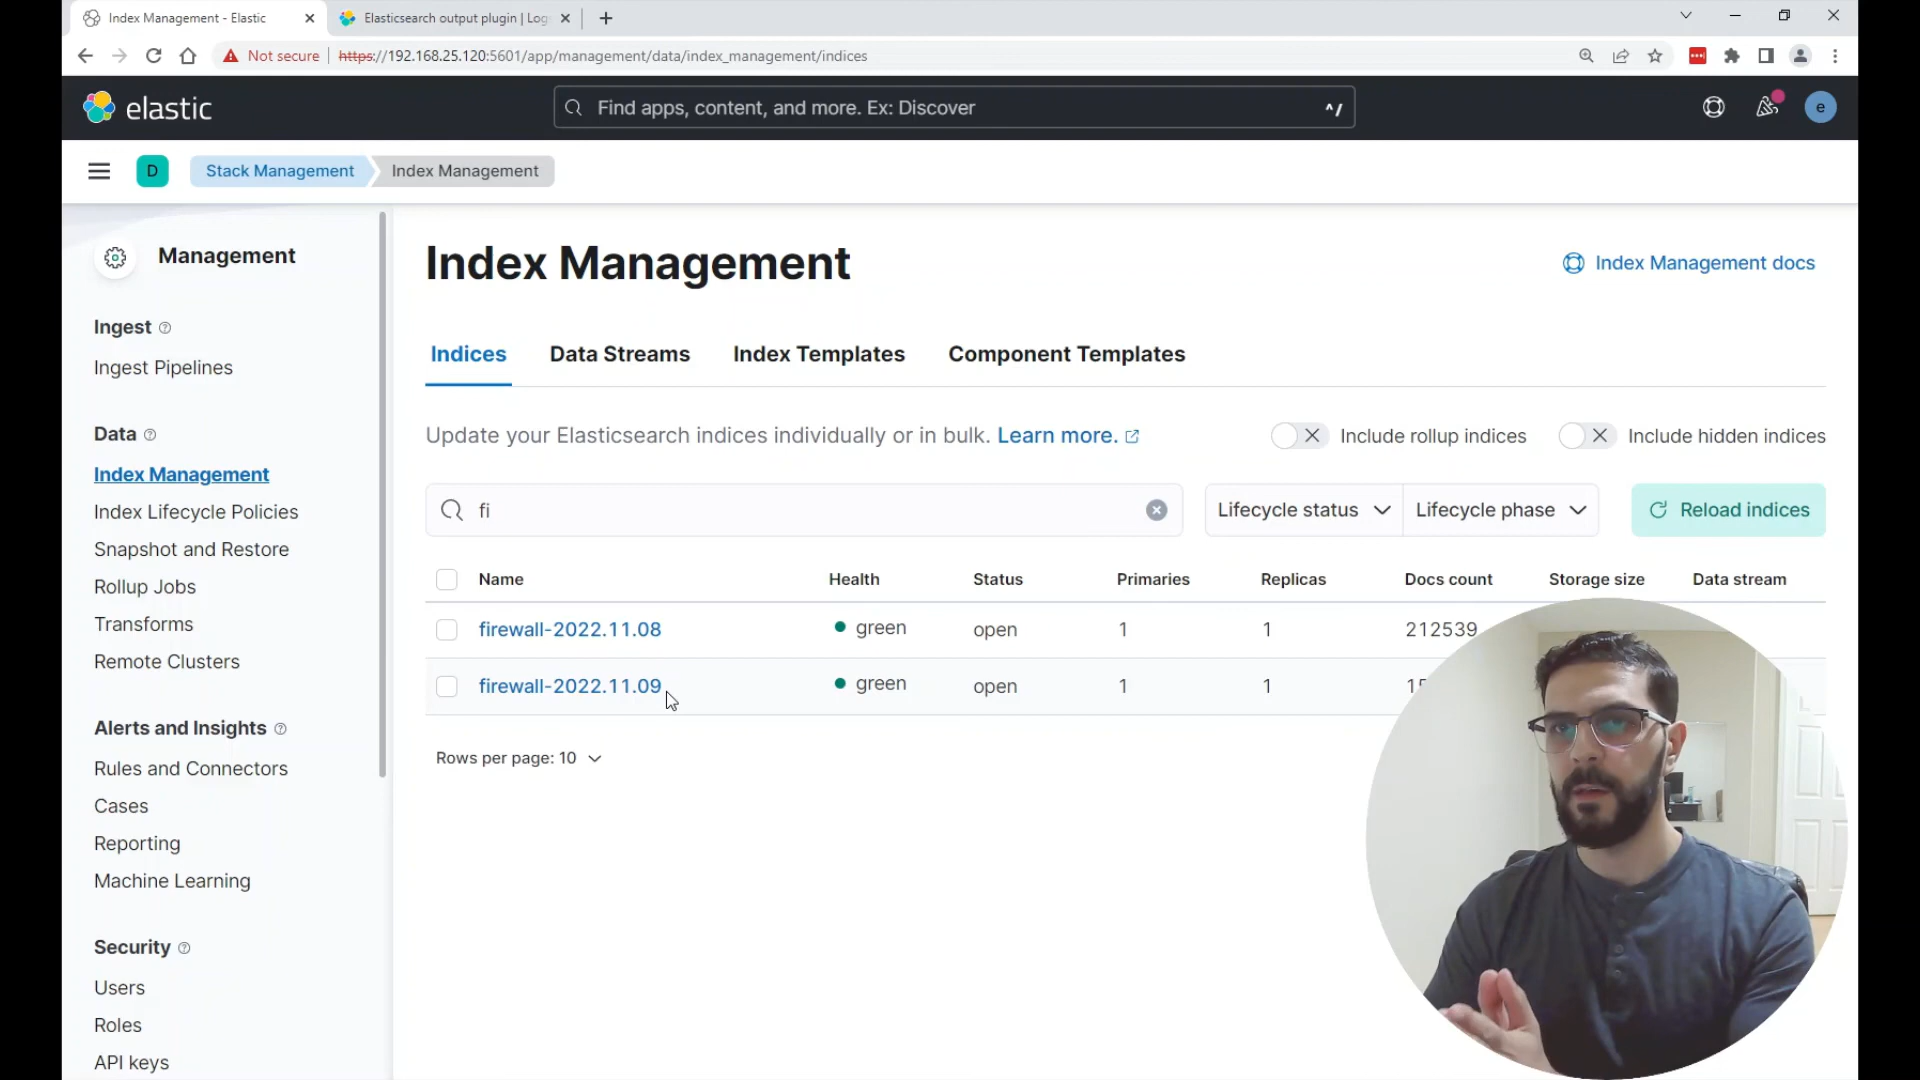 Index Management - Elastic
Elasticsearch output plugin | Log
Not secure
https://192.168.25.120:5601/app/management/data/index_management/indices
elastic
Find apps, content, and more. Ex: Discover
^/
e
D
Stack Management
Index Management
Management
Ingest
Ingest Pipelines
Data
Index Management
Index Lifecycle Policies
Snapshot and Restore
Rollup Jobs
Transforms
Remote Clusters
Alerts and Insights
Rules and Connectors
Cases
Reporting
Machine Learning
Security
Users
Roles
API keys
Index Management
Index Management docs
Indices Data Streams Index Templates Component Templates
Update your Elasticsearch indices individually or in bulk. Learn more.
Include rollup indices
Include hidden indices
fi
Lifecycle status
Lifecycle phase
Reload indices
Name Health Status Primaries Replicas Docs count Storage size Data stream
firewall-2022.11.08 green open 1 1 212539
firewall-2022.11.09 green open 1 1
Rows per page: 10